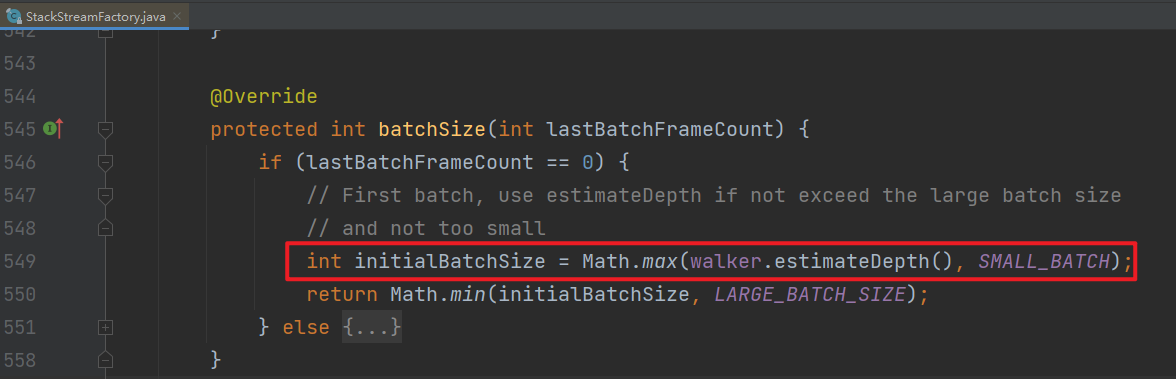 StackStreamFactory.java
542 }
543
544 @Override
545 protected int batchSize(int lastBatchFrameCount) {
546 if (lastBatchFrameCount == 0) {
547 // First batch, use estimateDepth if not exceed the large batch size
548 // and not too small
549 int initialBatchSize = Math.max(walker.estimateDepth(), SMALL_BATCH);
550 return Math.min(initialBatchSize, LARGE_BATCH_SIZE);
551 } else {...}
558 }